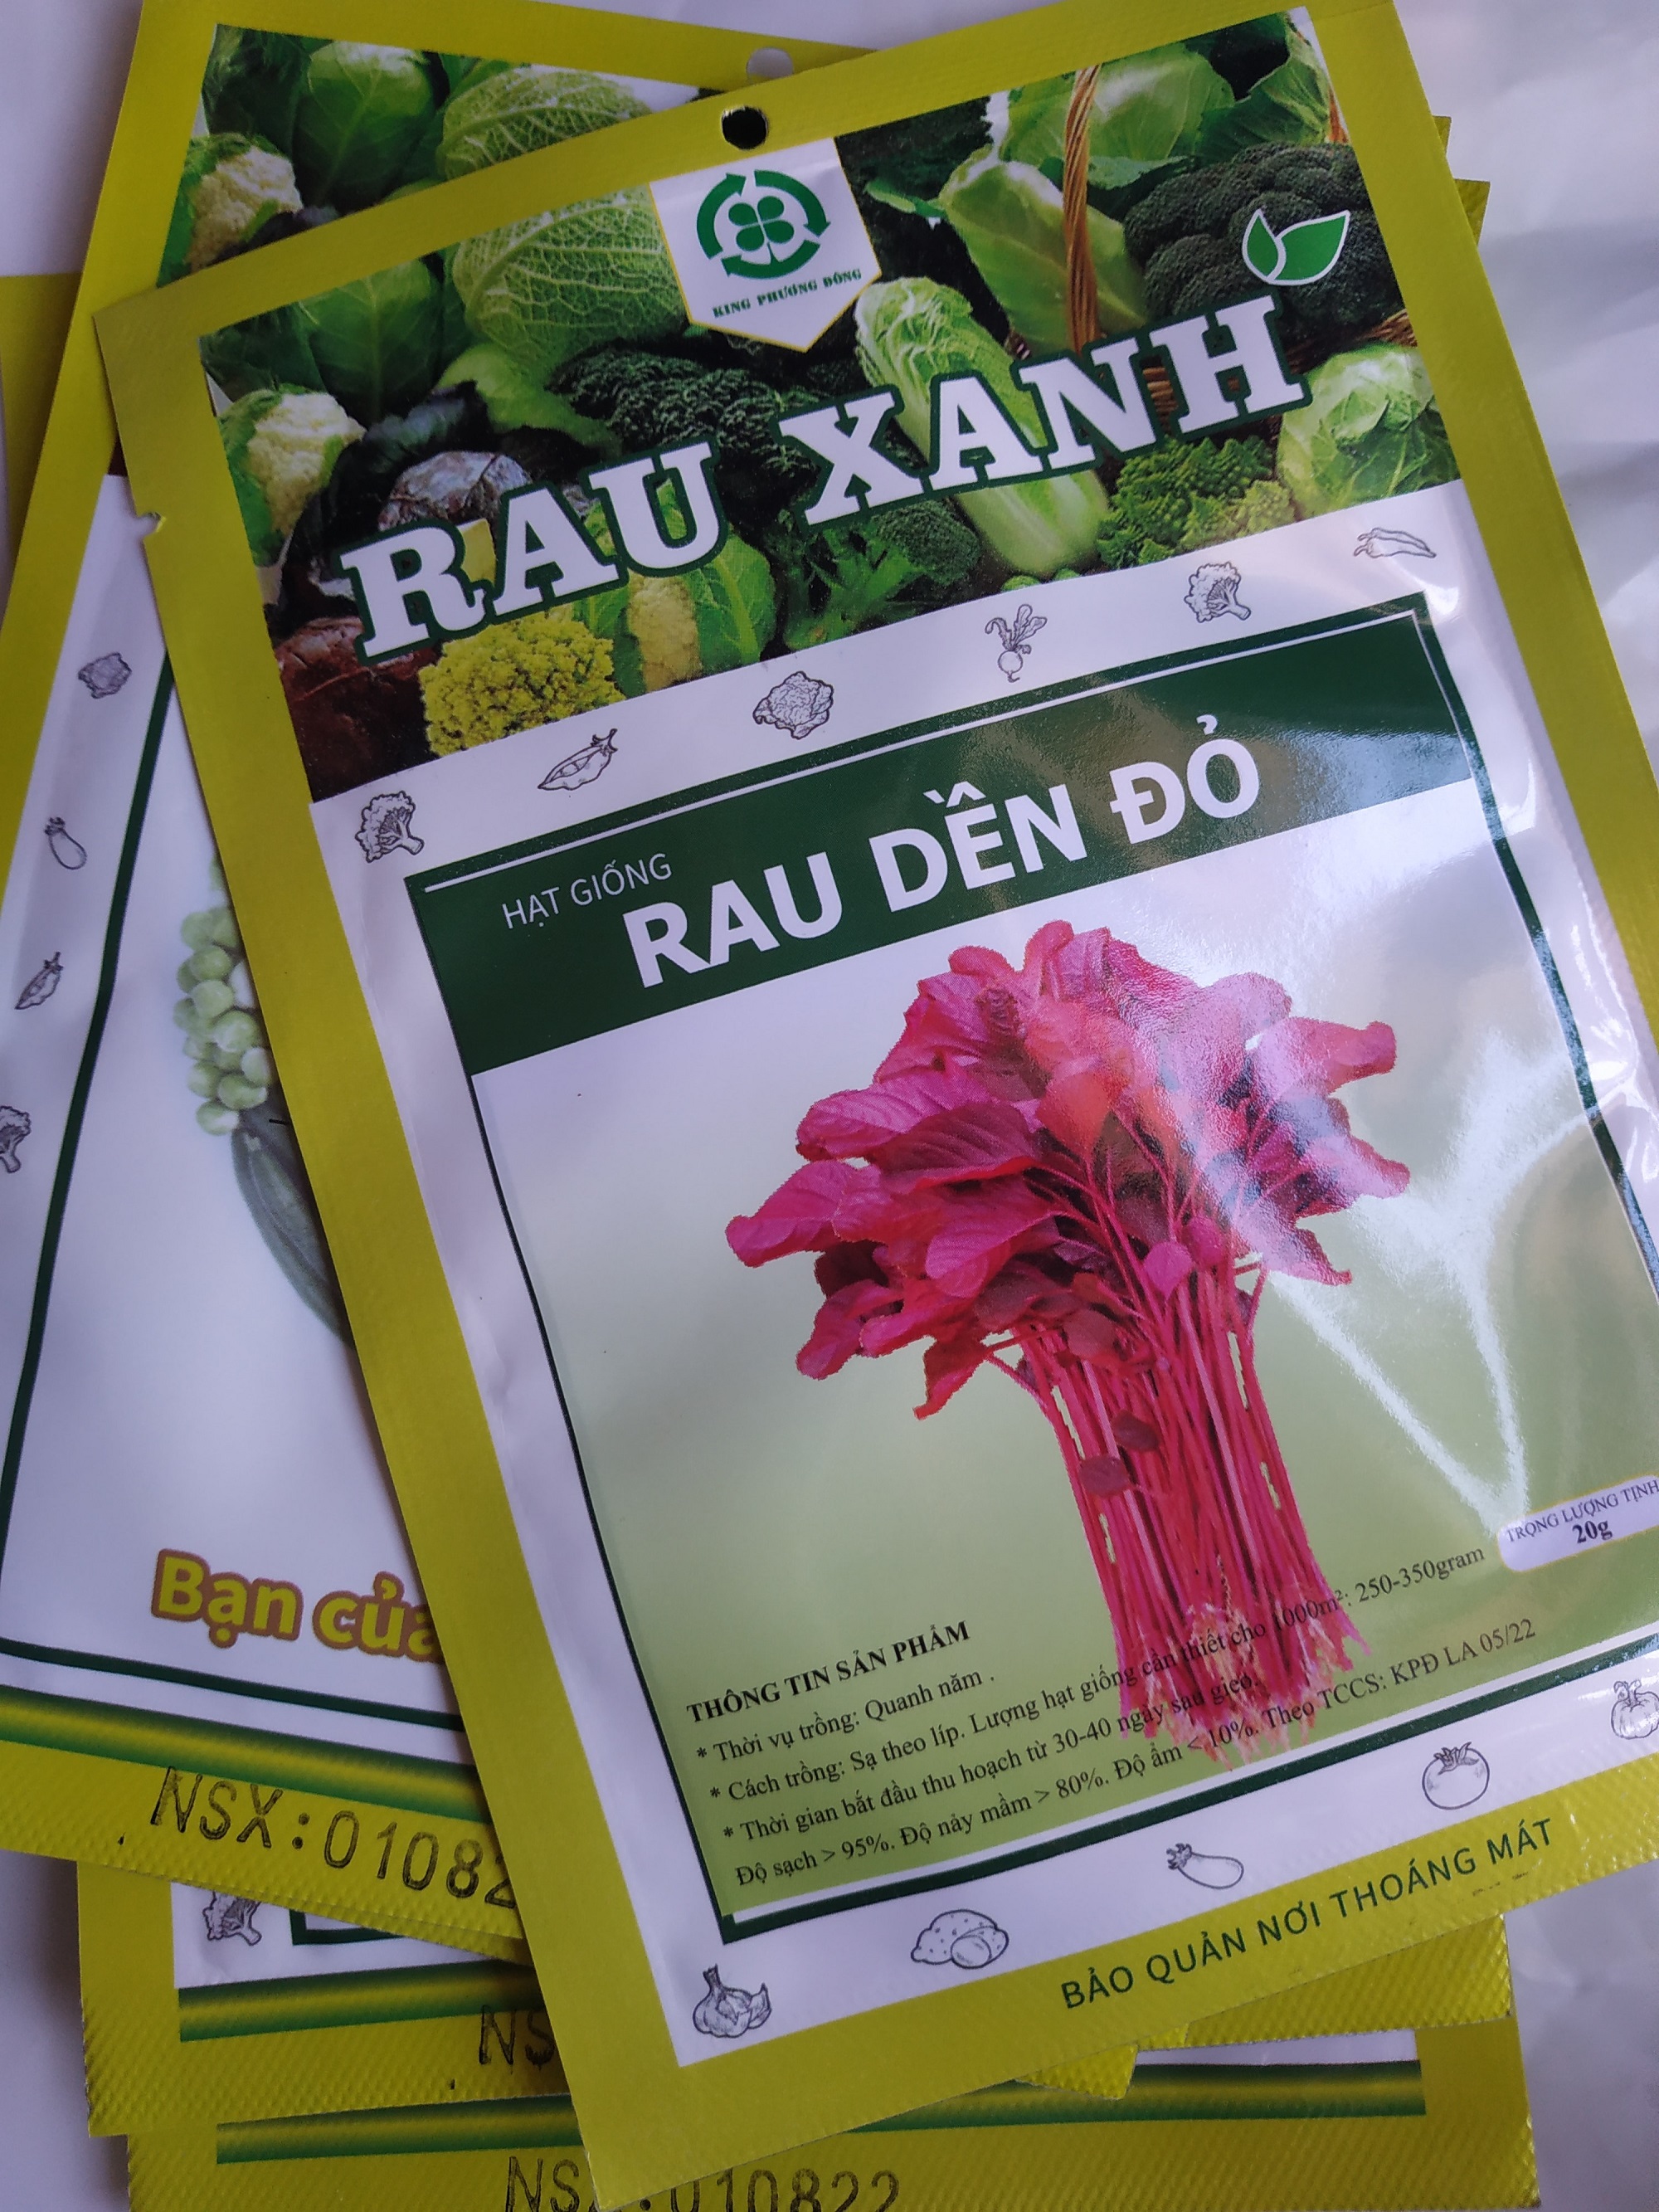 KING PHƯƠNG ĐÔNG
RAU XANH
HẠT GIỐNG
RAU DỀN ĐỎ
TRỌNG LƯỢNG TỊNH
20g
THÔNG TIN SẢN PHẨM
* Thời vụ trồng: Quanh năm .
* Cách trồng: Sạ theo líp. Lượng hạt giống cần thiết cho 1000m²: 250-350gram
* Thời gian bắt đầu thu hoạch từ 30-40 ngày sau gieo.
Độ sạch > 95%. Độ nảy mầm > 80%. Độ ẩm < 10%. Theo TCCS: KPĐ LA 05/22
BẢO QUẢN NƠI THOÁNG MÁT
Bạn của
NSX:01082
NS
NSX:010822